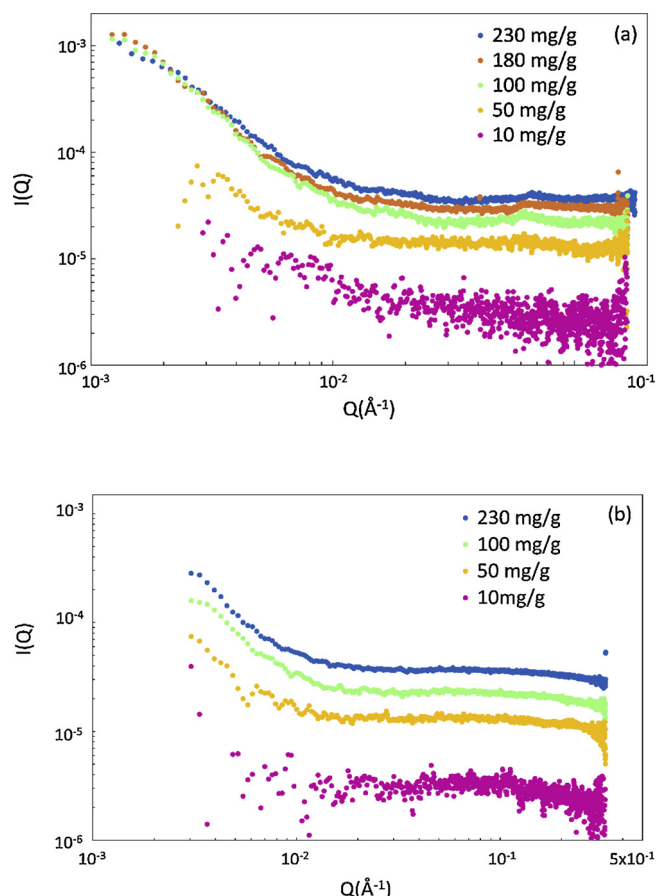 10⁻³
230 mg/g
(a)
180 mg/g
100 mg/g
50 mg/g
10 mg/g
10⁻⁴
I(Q)
10⁻⁵
10⁻⁶
10⁻³
10⁻²
10⁻¹
Q(Å⁻¹)
10⁻³
230 mg/g
(b)
100 mg/g
50 mg/g
10mg/g
10⁻⁴
I(Q)
10⁻⁵
10⁻⁶
10⁻³
10⁻²
10⁻¹
5x10⁻¹
Q(Å⁻¹)